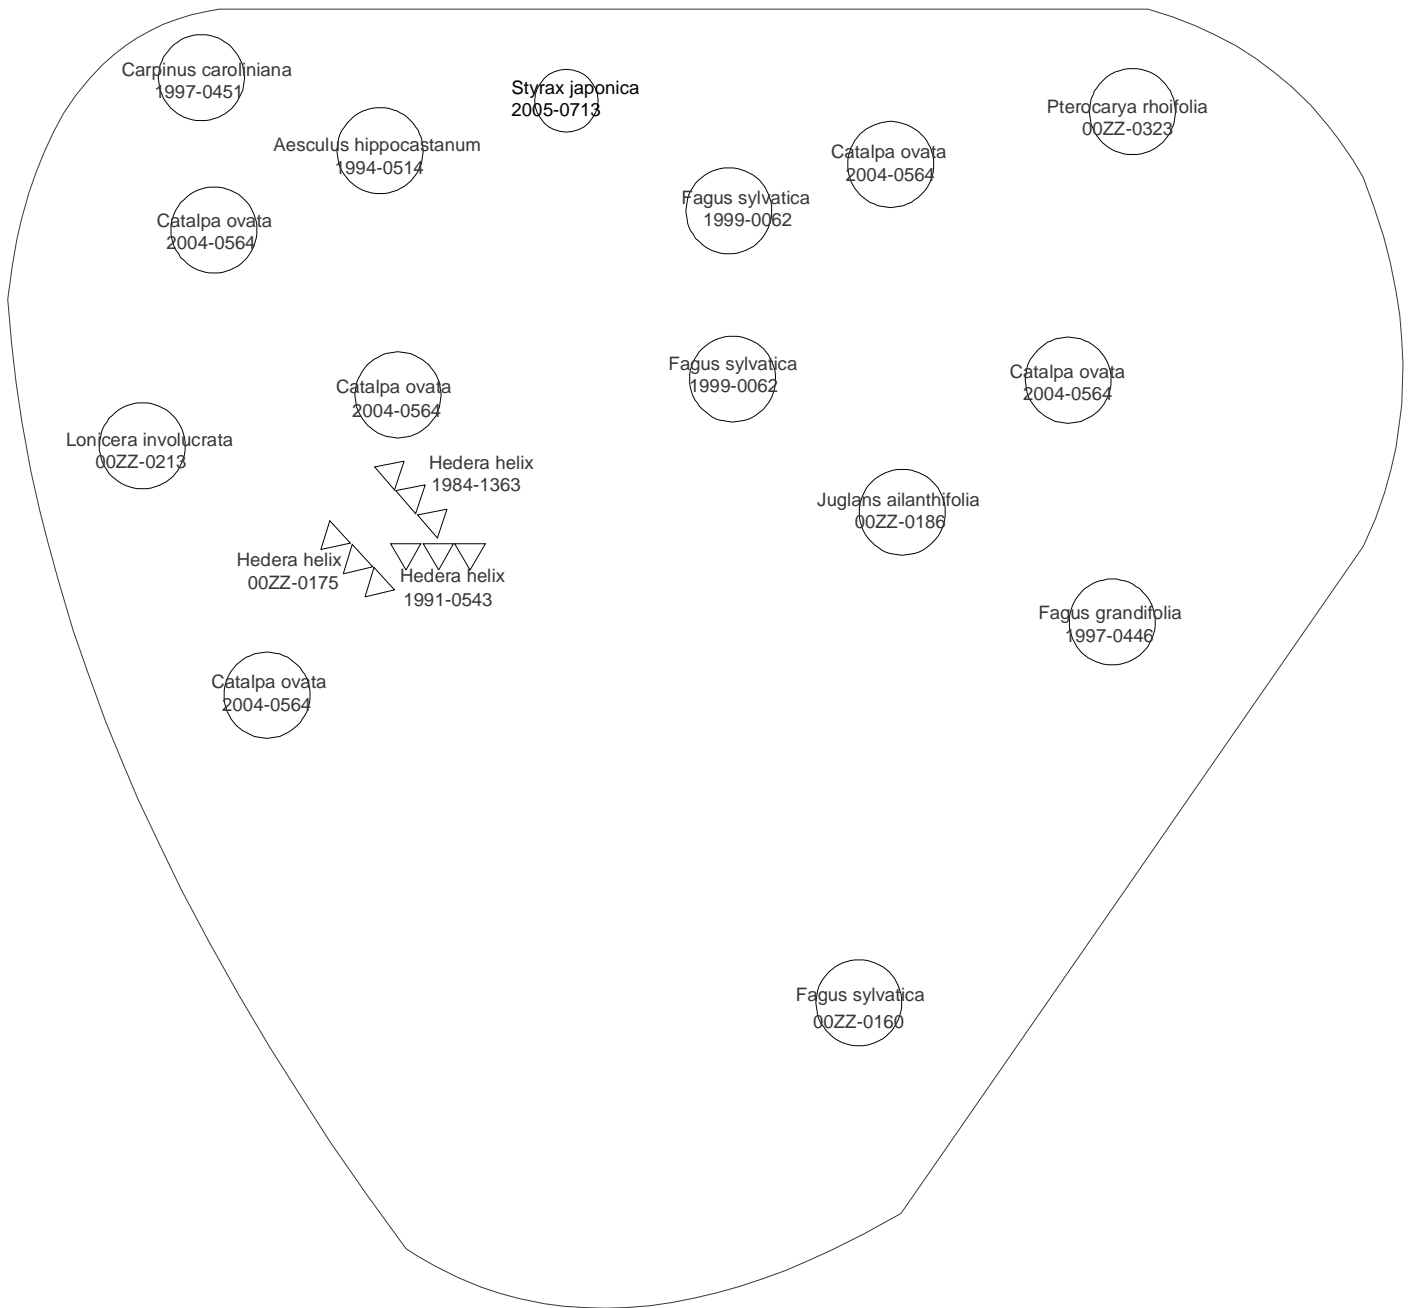 Carpinus caroliniana
1997-0451
Styrax japonica
2005-0713
Pterocarya rhoifolia
00ZZ-0323
Aesculus hippocastanum
1994-0514
Catalpa ovata
2004-0564
Fagus sylvatica
1999-0062
Catalpa ovata
2004-0564
Fagus sylvatica
1999-0062
Catalpa ovata
2004-0564
Catalpa ovata
2004-0564
Lonicera involucrata
00ZZ-0213
Hedera helix
1984-1363
Juglans ailanthifolia
00ZZ-0186
Hedera helix
00ZZ-0175
Hedera helix
1991-0543
Fagus grandifolia
1997-0446
Catalpa ovata
2004-0564
Fagus sylvatica
00ZZ-0160